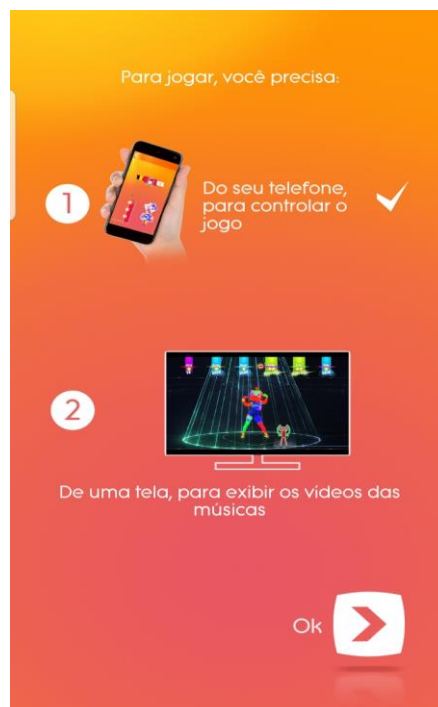 Para jogar, você precisa:
1
Do seu telefone,
para controlar o
jogo
2
De uma tela, para exibir os vídeos das
músicas
Ok